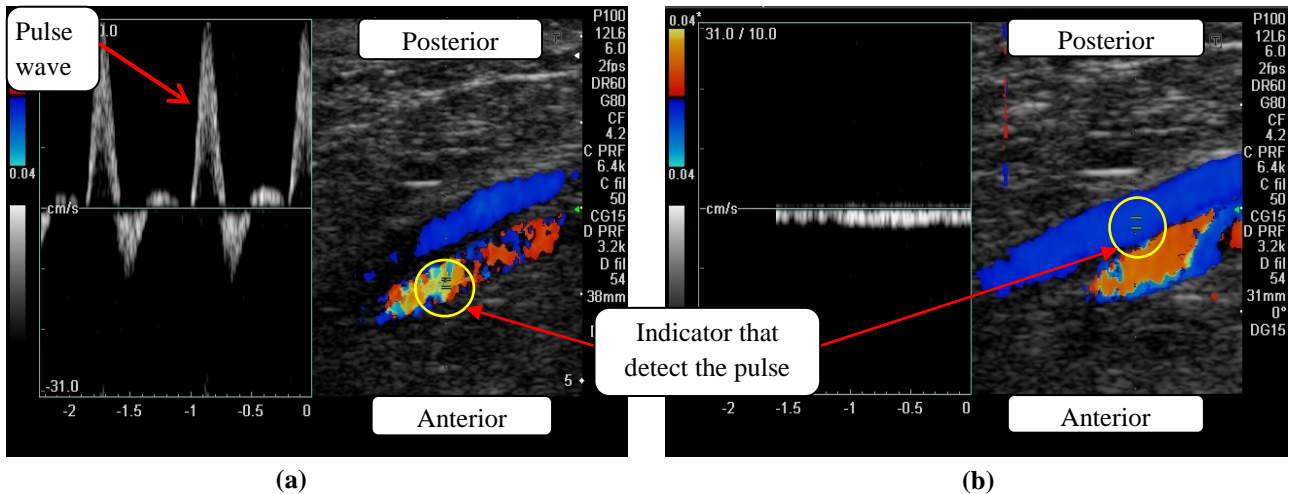 Pulse
wave
1.0
Posterior
P100
12L6
6.0
2fps
DR60
G80
CF
4.2
C PRF
6.4k
C fil
50
CG15
D PRF
3.2k
D fil
54
38mm
5
0.04
cm/s
-31.0
-2 -1.5 -1 -0.5 0
Anterior
(a)
Indicator that
detect the pulse
0.04*
31.0 / 10.0
Posterior
P100
12L6
6.0
2fps
DR60
G80
CF
4.2
C PRF
6.4k
C fil
50
CG15
D PRF
3.2k
D fil
54
31mm
0°
DG15
0.04
cm/s
-2 -1.5 -1 -0.5 0
Anterior
(b)